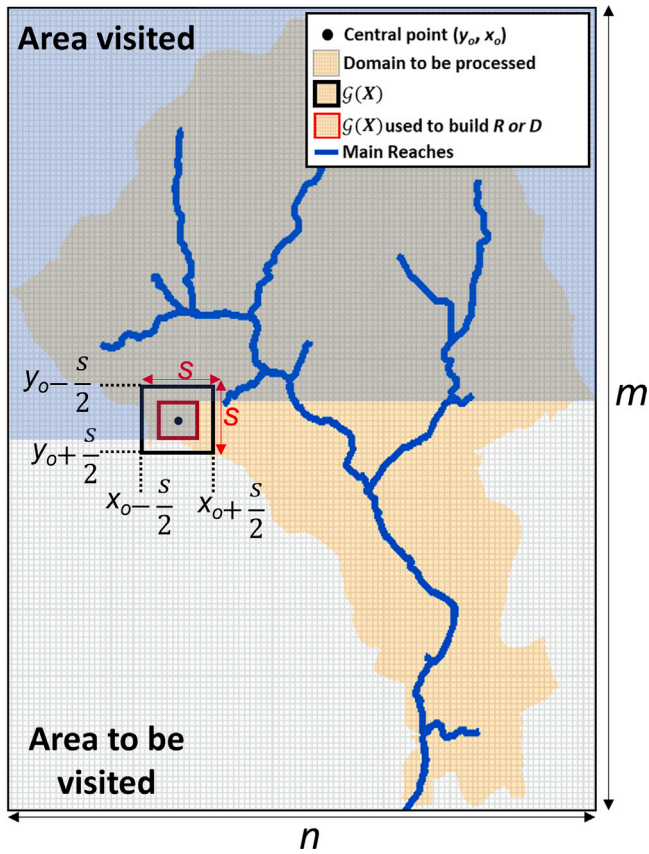 Area visited
Central point (yo, xo)
Domain to be processed
𝒢(X)
𝒢(X) used to build R or D
Main Reaches
S
S
yo− s/2
yo+ s/2
xo− s/2
xo+ s/2
m
Area to be
visited
n